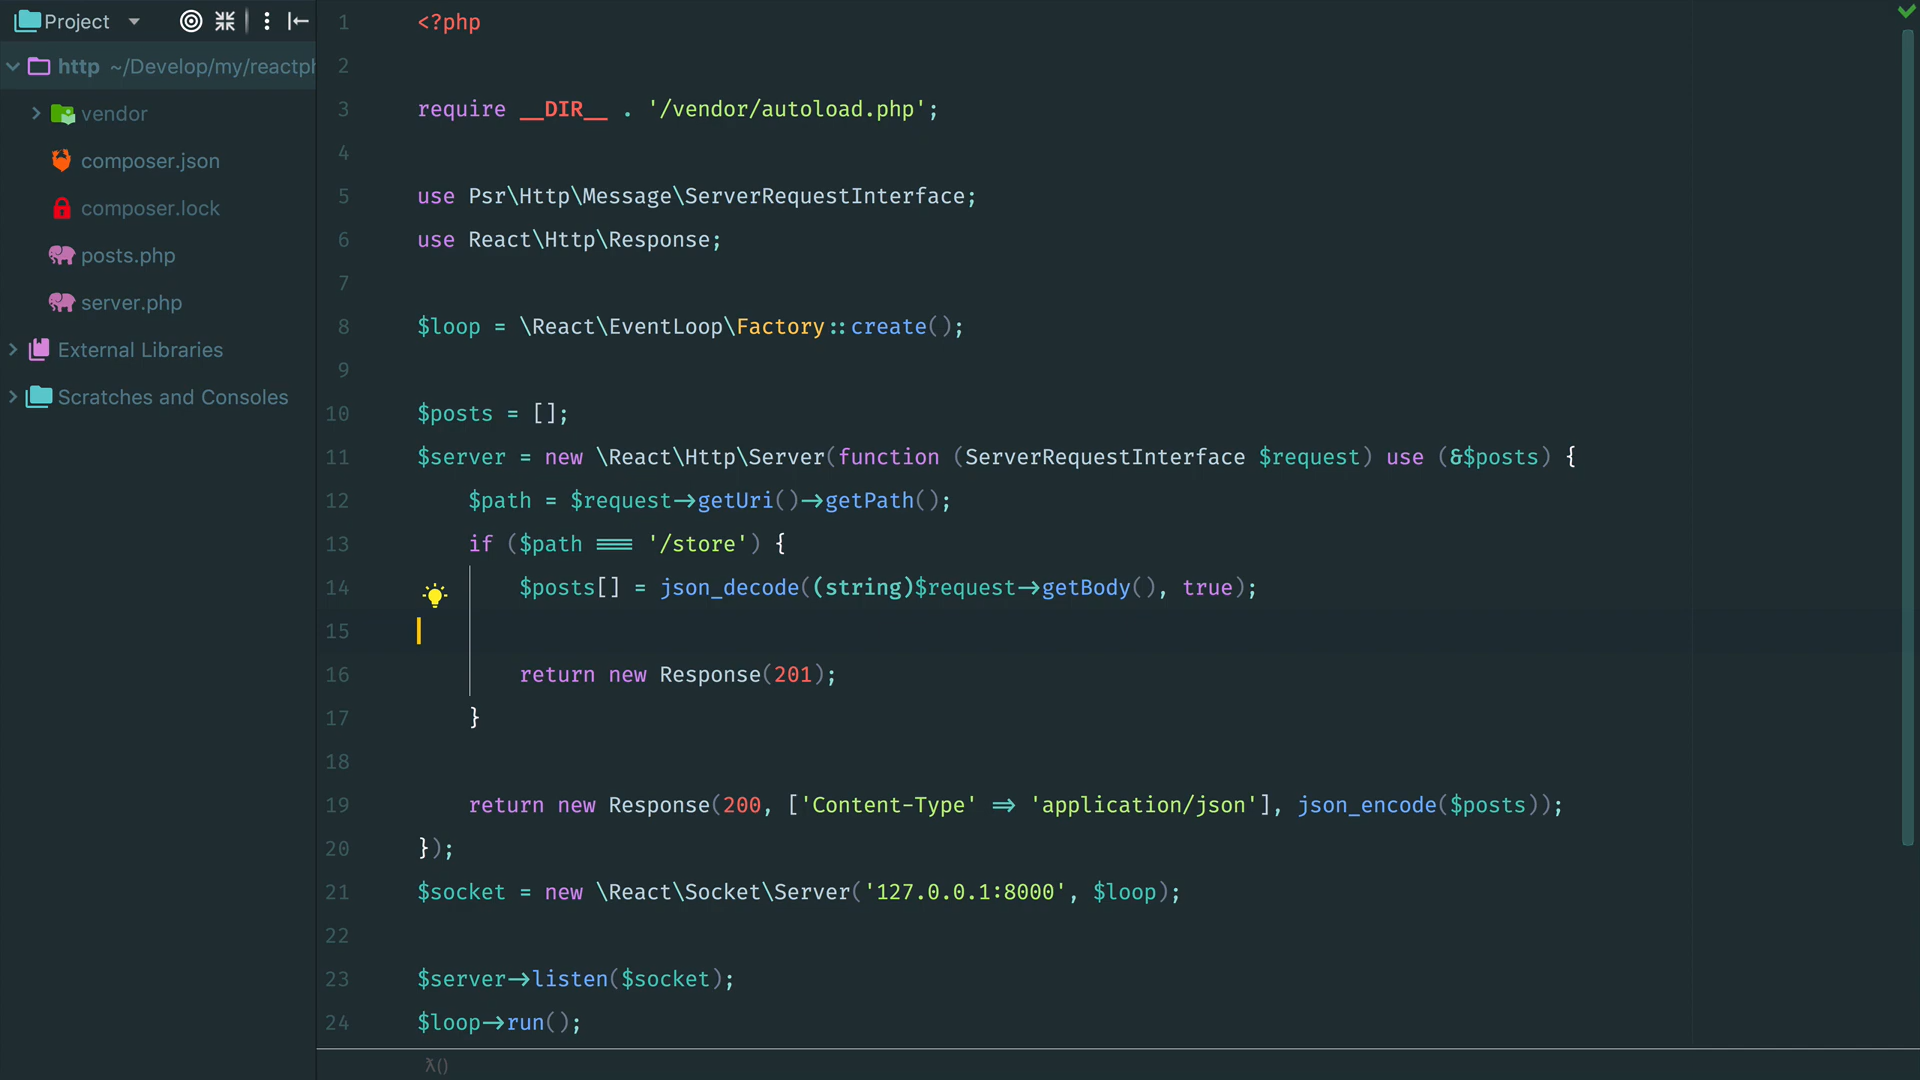 Project
http ~/Develop/my/reactph
vendor
composer.json
composer.lock
posts.php
server.php
External Libraries
Scratches and Consoles
1 <?php
2
3 require __DIR__ . '/vendor/autoload.php';
4
5 use Psr\Http\Message\ServerRequestInterface;
6 use React\Http\Response;
7
8 $loop = \React\EventLoop\Factory::create();
9
10 $posts = [];
11 $server = new \React\Http\Server(function (ServerRequestInterface $request) use (&$posts) {
12 $path = $request->getUri()->getPath();
13 if ($path === '/store') {
14 $posts[] = json_decode((string)$request->getBody(), true);
15
16 return new Response(201);
17 }
18
19 return new Response(200, ['Content-Type' => 'application/json'], json_encode($posts));
20 });
21 $socket = new \React\Socket\Server('127.0.0.1:8000', $loop);
22
23 $server->listen($socket);
24 $loop->run();
ƛ()